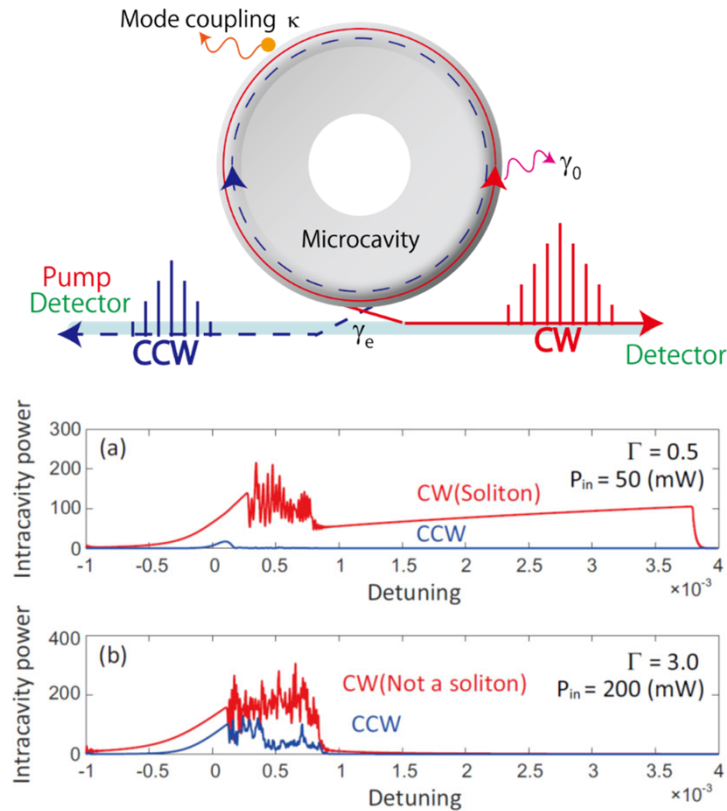 Mode coupling κ
γ0
Microcavity
Pump
Detector
CCW
γe
CW
Detector
(a)
Γ = 0.5
Pin = 50 (mW)
CW(Soliton)
CCW
Intracavity power
300
200
100
0
-1 -0.5 0 0.5 1 1.5 2 2.5 3 3.5 4
Detuning
×10-3
(b)
Γ = 3.0
Pin = 200 (mW)
CW(Not a soliton)
CCW
Intracavity power
400
200
0
-1 -0.5 0 0.5 1 1.5 2 2.5 3 3.5 4
Detuning
×10-3